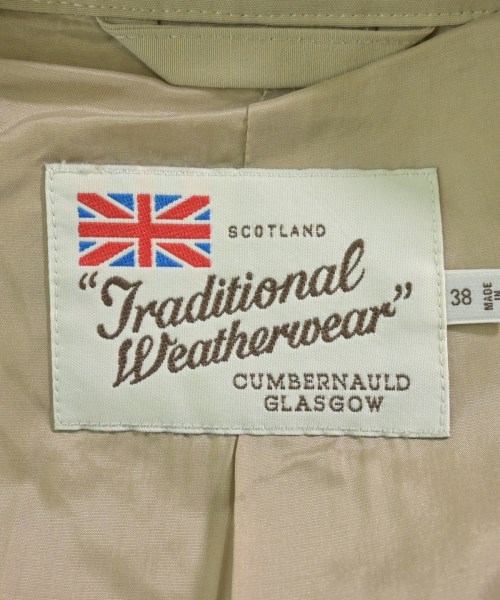 SCOTLAND
"Traditional
Weatherwear"
CUMBERNAULD
GLASGOW
38
MADE
IN